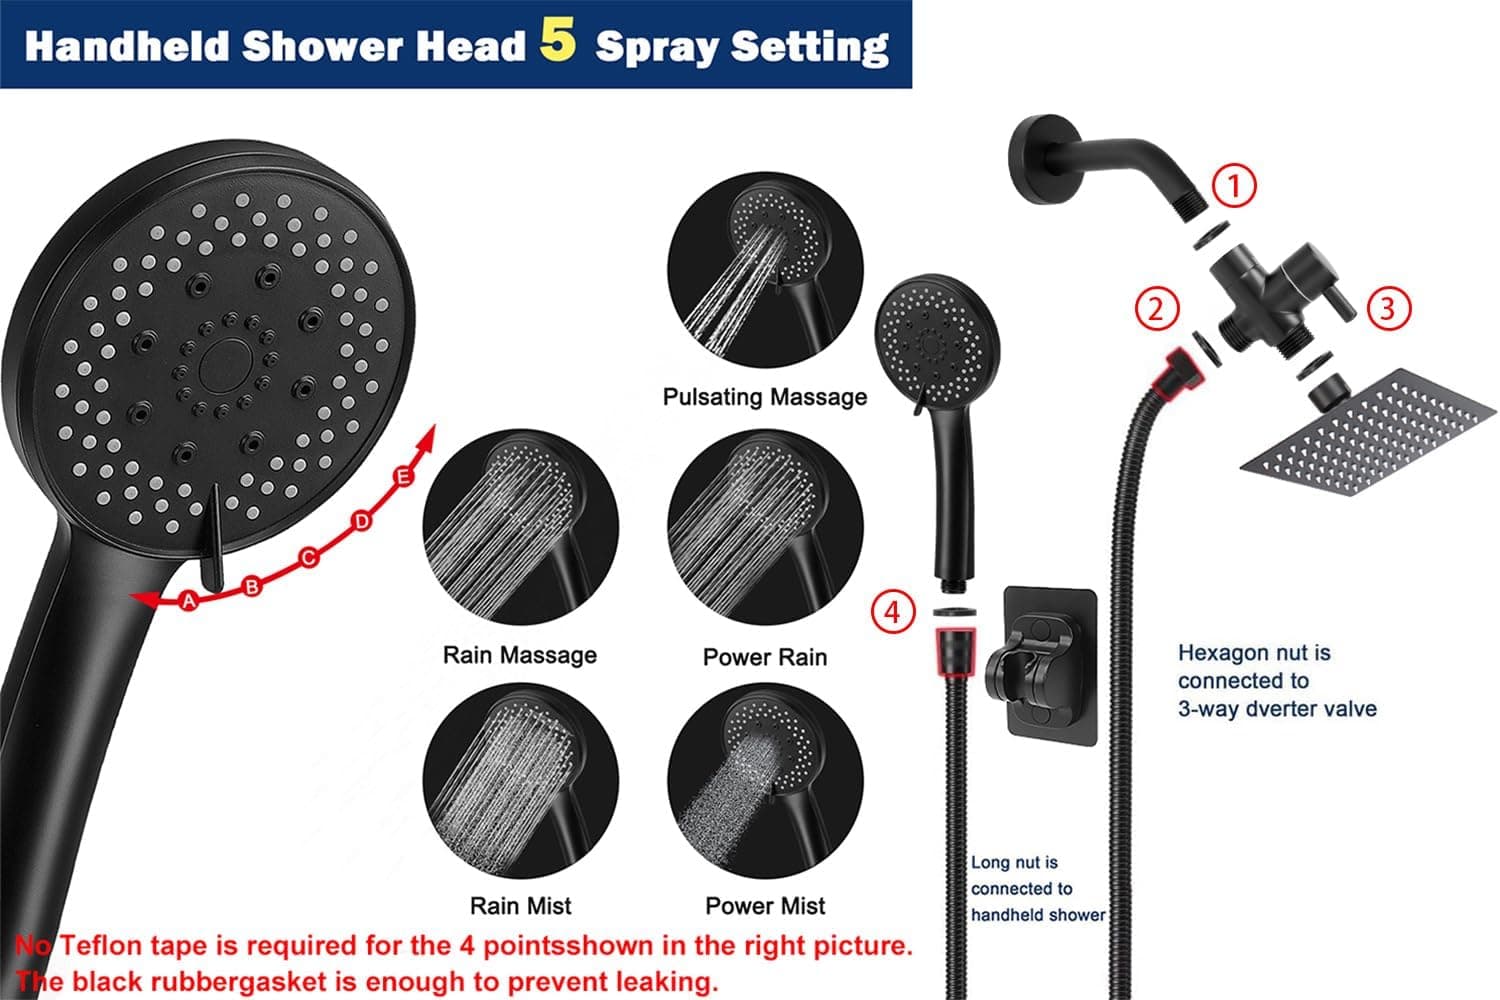 Handheld Shower Head 5 Spray Setting
A
B
C
D
E
Pulsating Massage
Rain Massage
Power Rain
Rain Mist
Power Mist
1
2
3
4
Hexagon nut is
connected to
3-way dverter valve
Long nut is
connected to
handheld shower
No Teflon tape is required for the 4 pointsshown in the right picture.
The black rubbergasket is enough to prevent leaking.